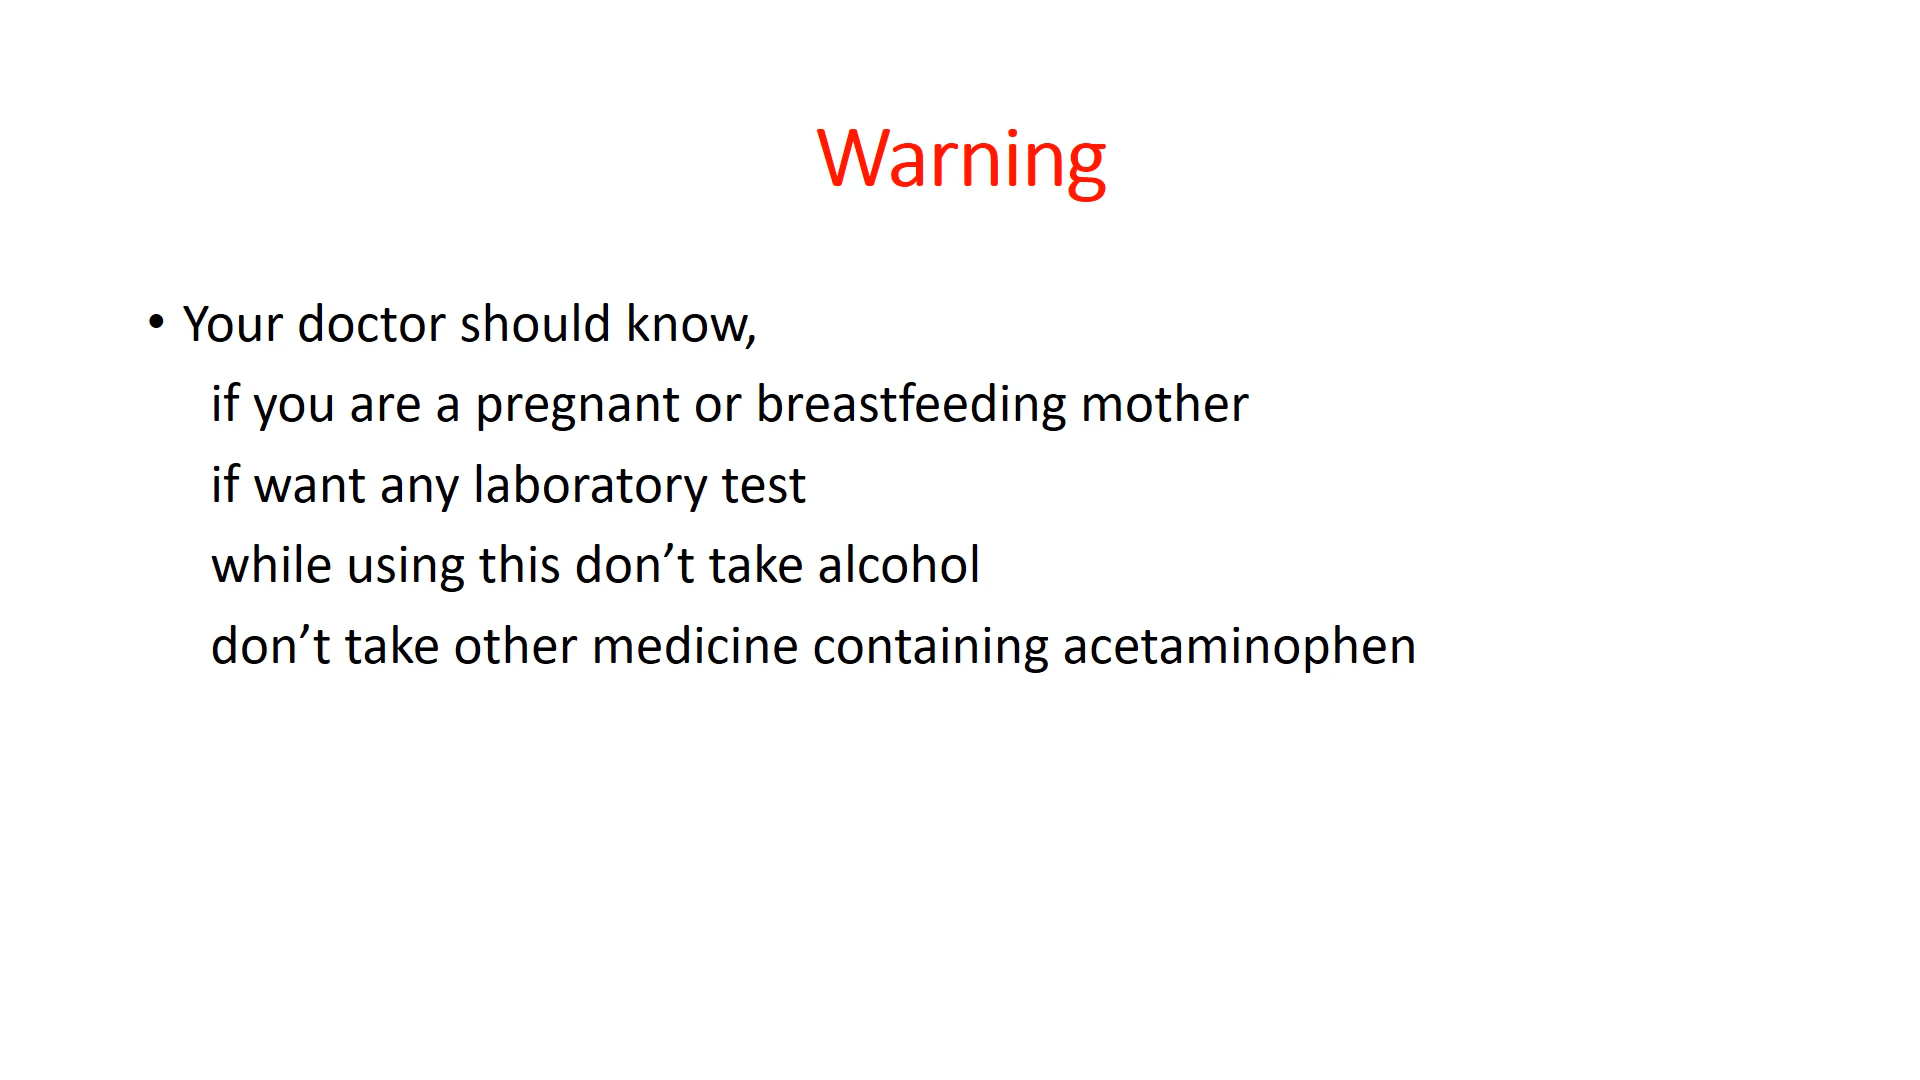 Warning
• Your doctor should know,
if you are a pregnant or breastfeeding mother
if want any laboratory test
while using this don’t take alcohol
don’t take other medicine containing acetaminophen